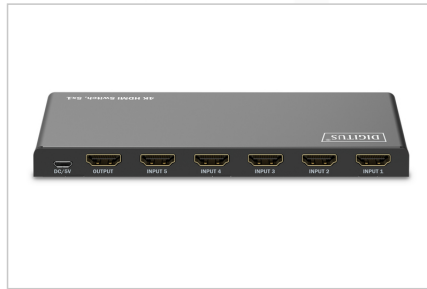 4K HDMI Switch, 5x1
DIGITUS®
DC/5V OUTPUT INPUT 5 INPUT 4 INPUT 3 INPUT 2 INPUT 1